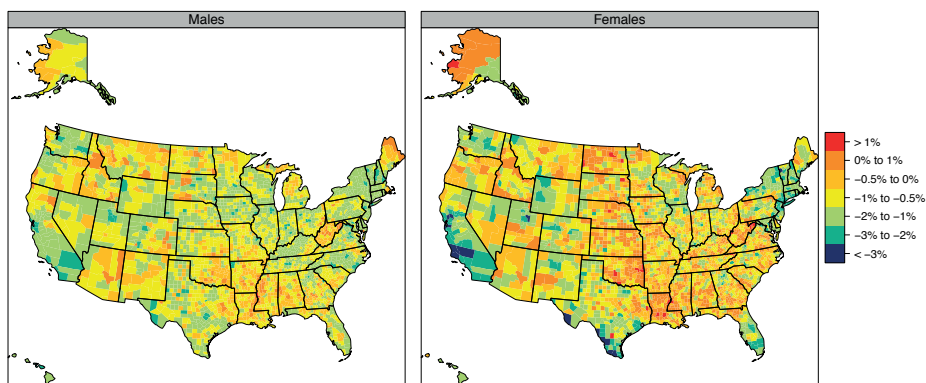 Males
Females
> 1%
0% to 1%
−0.5% to 0%
−1% to −0.5%
−2% to −1%
−3% to −2%
< −3%